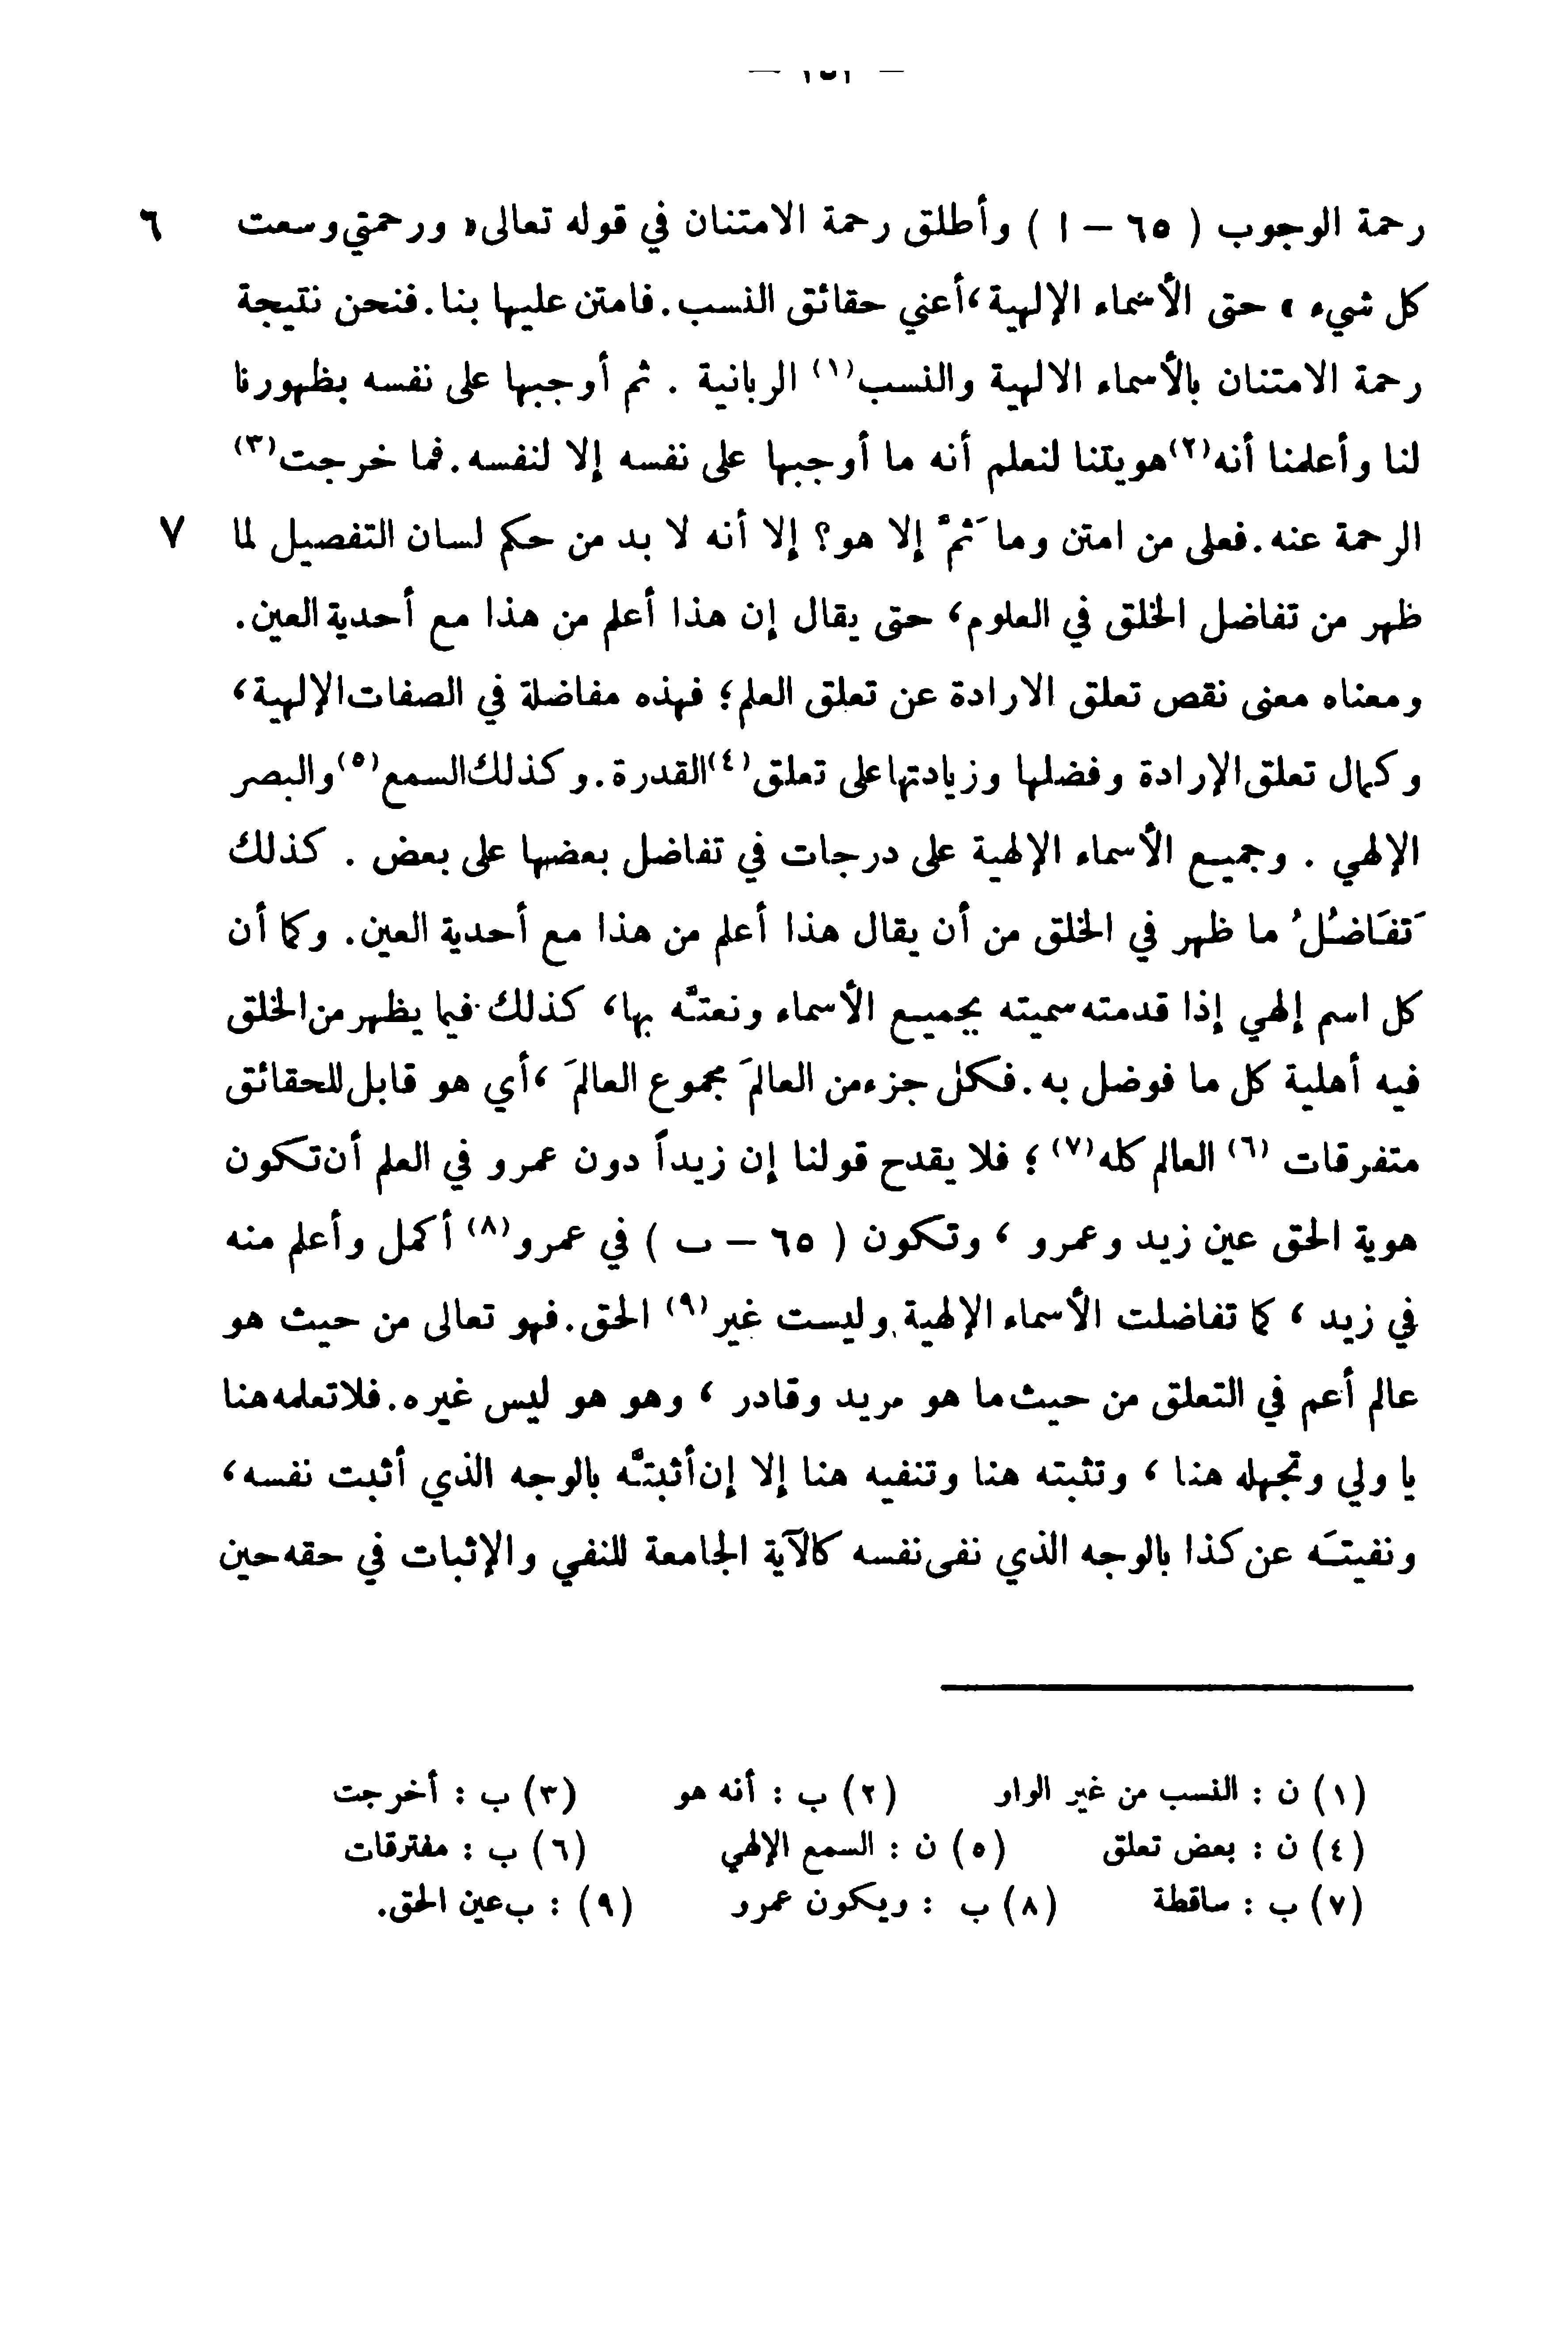 رحمة الوجوب ( ٦٥ – ا ) وأطلق رحمة الامتنان في قوله تعالى « ورحمتي وسعت ٦
كل شيء » حتى الأسماء الإلهية، أعني حقائق النسب. فامتن عليها بنا. فنحن نتيجة
رحمة الامتنان بالأسماء الالهية والنسب(١) الربانية . ثم أوجبها على نفسه بظهورنا
لنا وأعلمنا أنه(٢) هويتنا لنعلم أنه ما أوجبها على نفسه إلا لنفسه. فما خرجت(٣)
الرحمة عنه. فعلى من امتن وما ثَمَّ إلا هو؟ إلا أنه لا بد من حكم لسان التفصيل لما ٧
ظهر من تفاضل الخلق في العلوم، حتى يقال إن هذا أعلم من هذا مع أحدية العين.
ومعناه معنى نقص تعلق الارادة عن تعلق العلم؛ فهذه مفاضلة في الصفات الإلهية،
وكمال تعلق الإرادة وفضلها وزيادتها على تعلق(٤) القدرة. وكذلك السمع(٥) والبصر
الإلهي . وجميع الأسماء الإلهية على درجات في تفاضل بعضها على بعض . كذلك
تَفَاضُلُ ما ظهر في الخلق من أن يقال هذا أعلم من هذا مع أحدية العين. وكما أن
كل اسم إلهي إذا قدمته سميته بجميع الأسماء ونعتَّه بها، كذلك فيما يظهر من الخلق
فيه أهلية كل ما فوضل به. فكل جزء من العالَم مجموع العالَم ، أي هو قابل للحقائق
متفرقات (٦) العالم كله(٧) ؛ فلا يقدح قولنا إن زيداً دون عمرو في العلم أن تكون
هوية الحق عين زيد وعمرو ، وتكون ( ٦٥ – ب ) في عمرو(٨) أكمل وأعلم منه
في زيد ، كما تفاضلت الأسماء الإلهية وليست غير(٩) الحق. فهو تعالى من حيث هو
عالم أعم في التعلق من حيث ما هو مريد وقادر ، وهو هو ليس غيره. فلا تعلمه هنا
يا ولي وتجهله هنا ، وتثبته هنا وتنفيه هنا إلا إن أثبتَّه بالوجه الذي أثبت نفسه،
ونفيتَه عن كذا بالوجه الذي نفى نفسه كالآية الجامعة للنفي والإثبات في حقه حين
(١) ن : النسب من غير الوار (٢) ب : أنه هو (٣) ب : أخرجت
(٤) ن : بعض تعلق (٥) ن : السمع الإلهي (٦) ب : مفترقات
(٧) ب : ساقطة (٨) ب : ويكون عمرو (٩) : ب عين الحق.